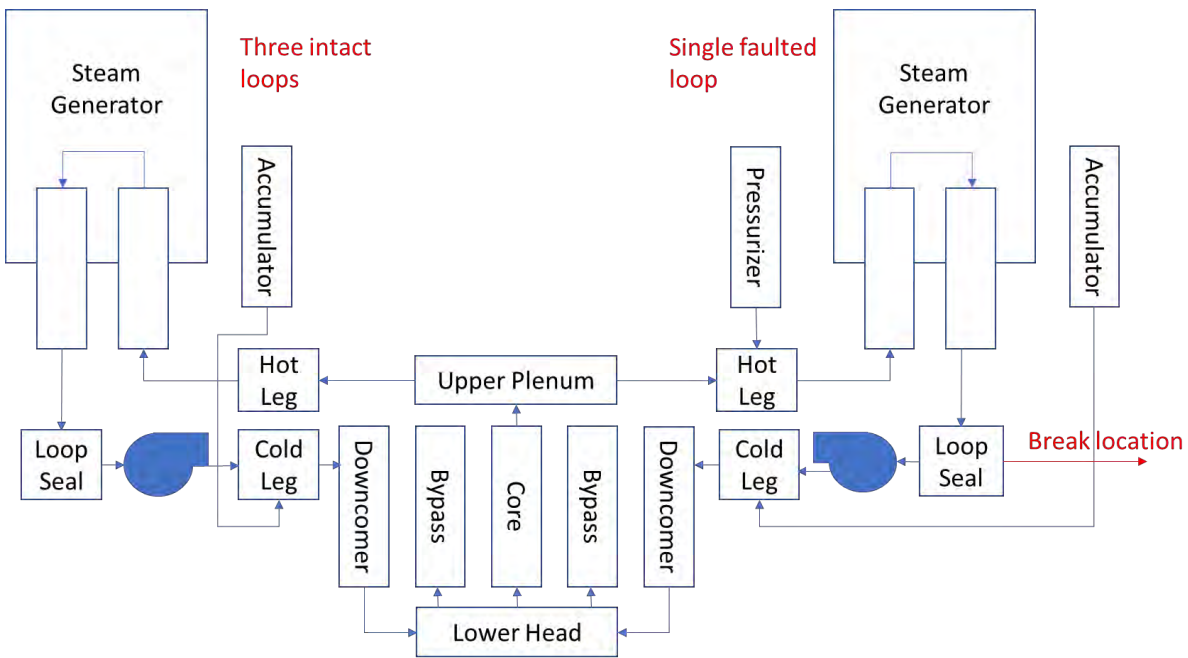 Three intact
loops
Single faulted
loop
Steam
Generator
Steam
Generator
Accumulator
Pressurizer
Accumulator
Hot
Leg
Upper Plenum
Hot
Leg
Loop
Seal
Cold
Leg
Downcomer
Bypass
Core
Bypass
Downcomer
Cold
Leg
Loop
Seal
Break location
Lower Head